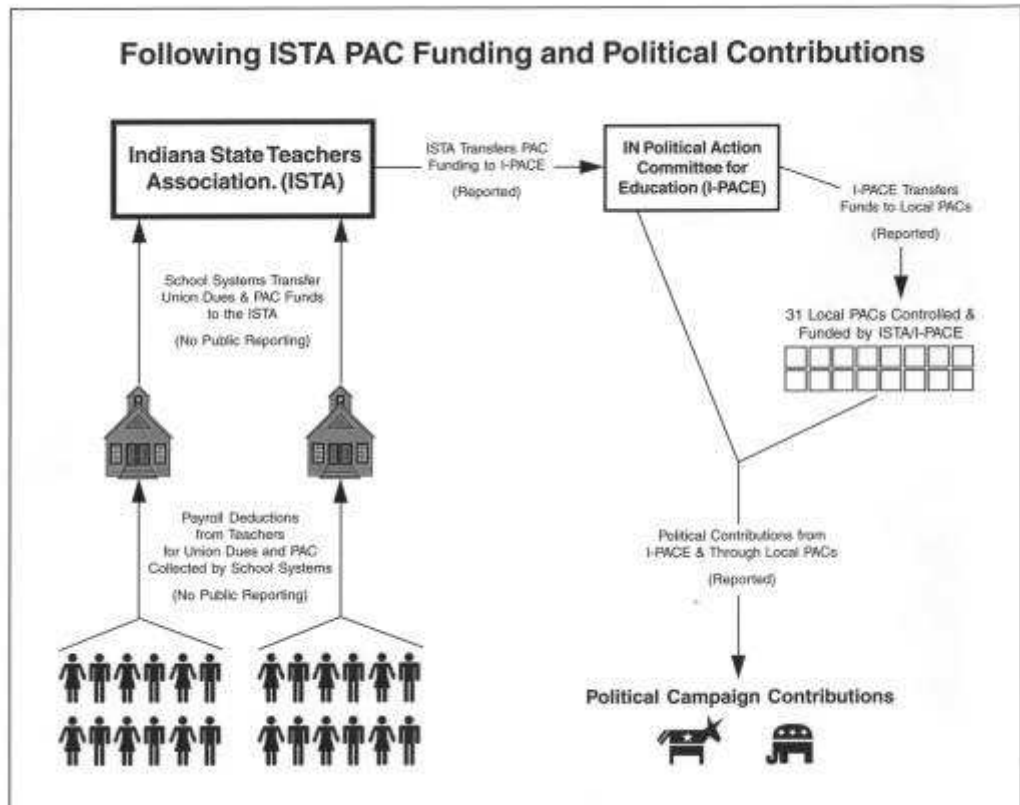 Following ISTA PAC Funding and Political Contributions
Indiana State Teachers
Association. (ISTA)
ISTA Transfers PAC
Funding to I-PACE
(Reported)
IN Political Action
Committee for
Education (I-PACE)
I-PACE Transfers
Funds to Local PACs
(Reported)
School Systems Transfer
Union Dues & PAC Funds
to the ISTA
(No Public Reporting)
31 Local PACs Controlled &
Funded by ISTA/I-PACE
Payroll Deductions
from Teachers
for Union Dues and PAC
Collected by School Systems
(No Public Reporting)
Political Contributions from
I-PACE & Through Local PACs
(Reported)
Political Campaign Contributions